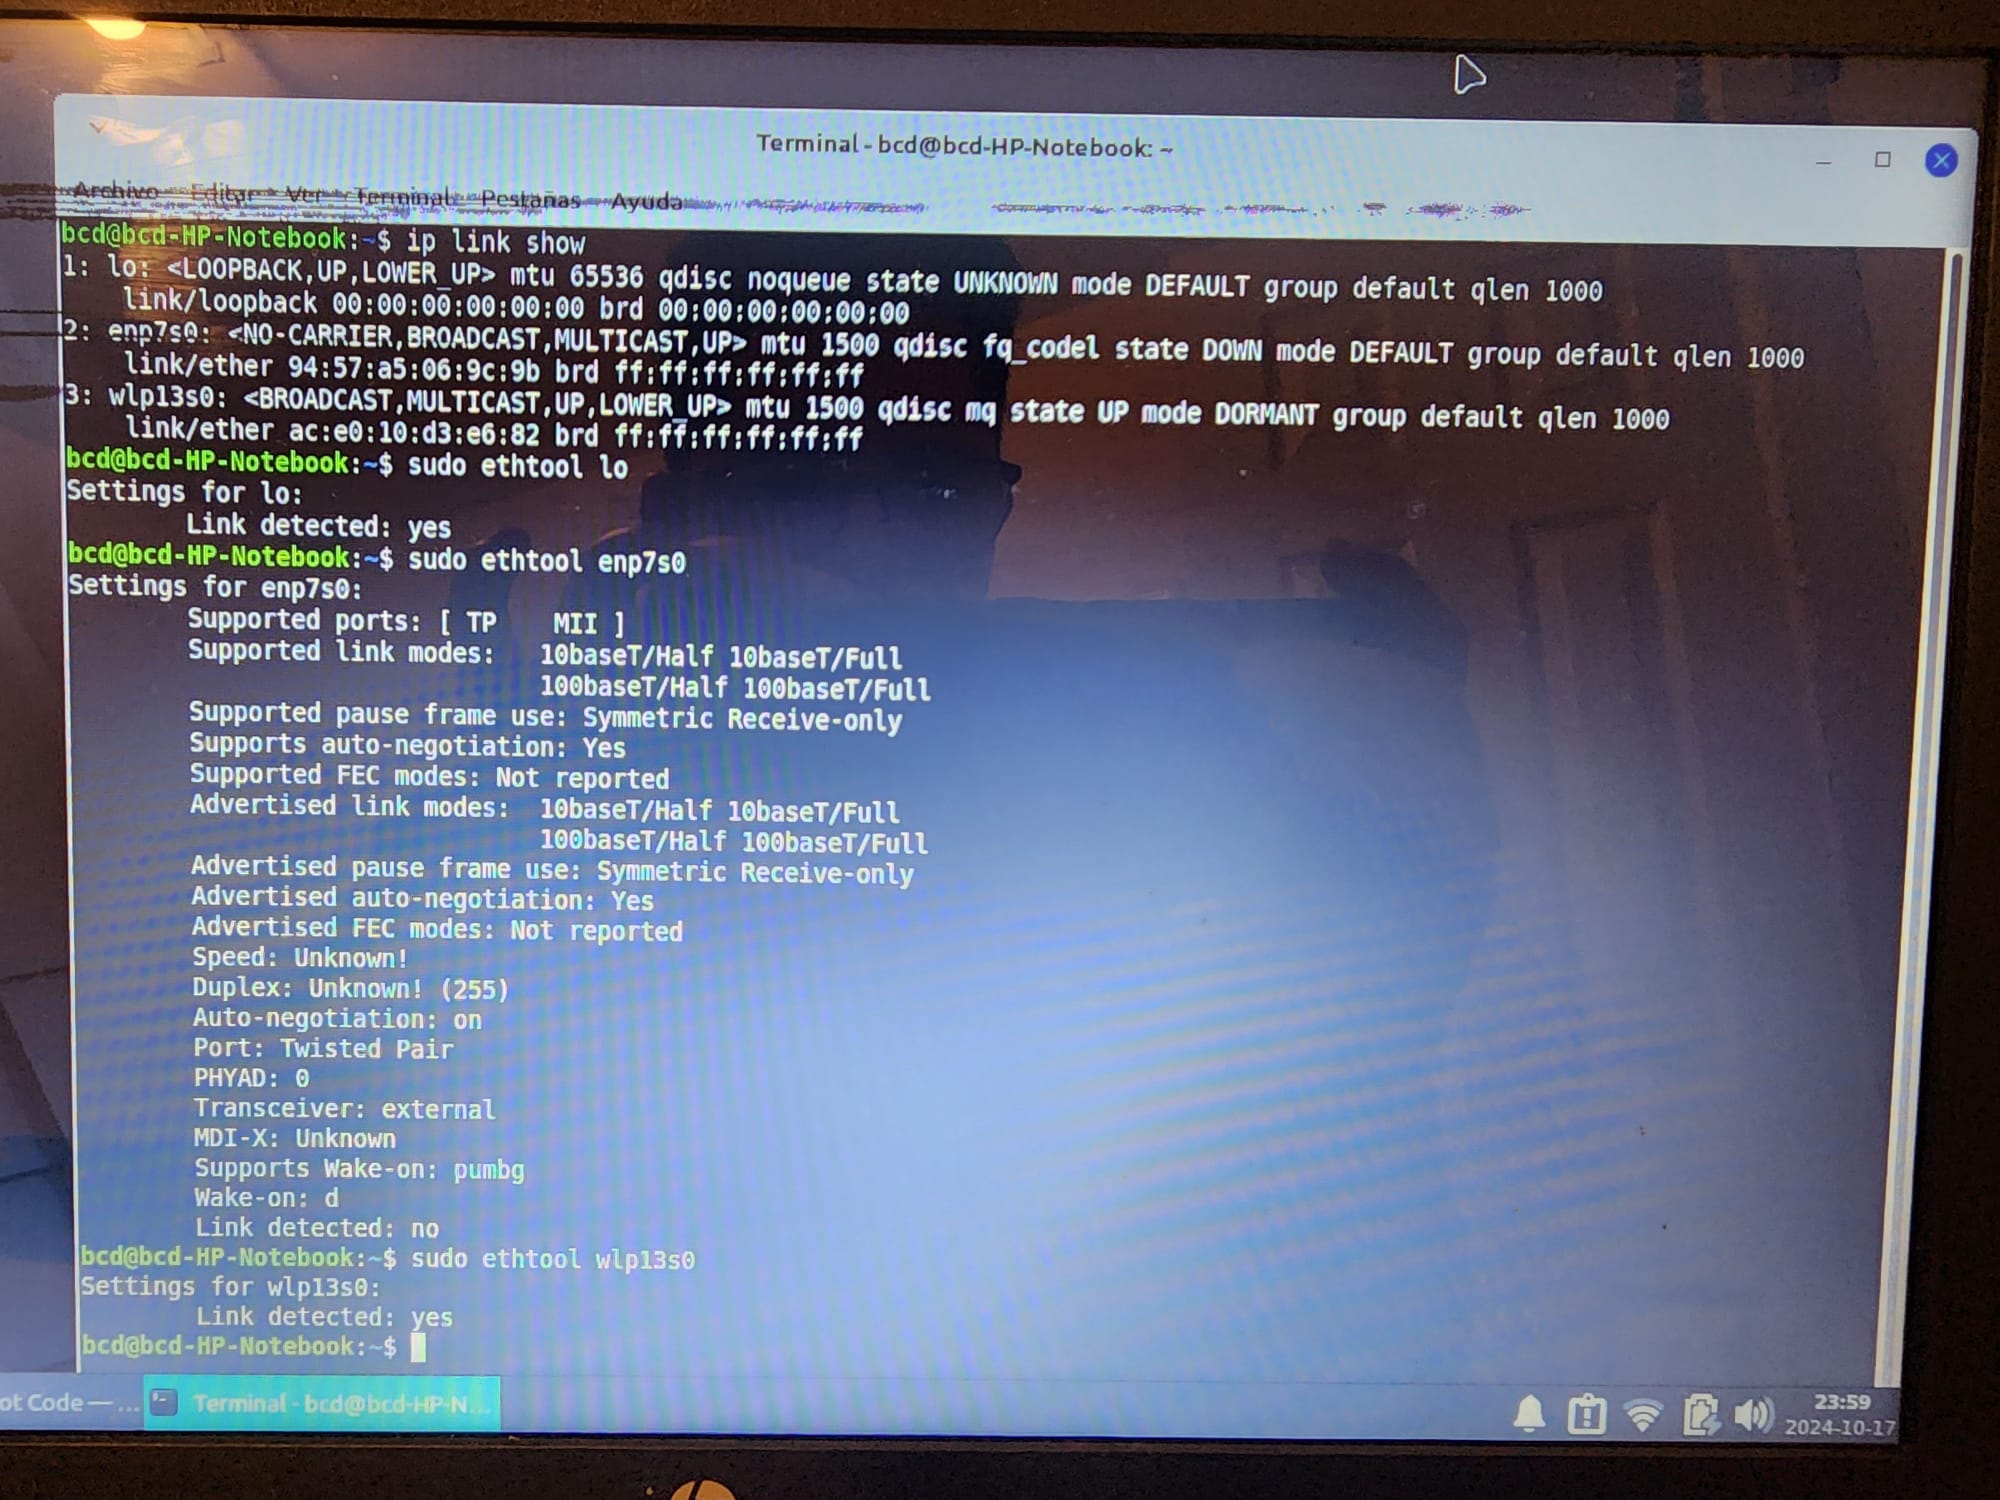 Terminal - bcd@bcd-HP-Notebook: ~
Archivo Editar Ver Terminal Pestañas Ayuda
bcd@bcd-HP-Notebook:~$ ip link show
1: lo: <LOOPBACK,UP,LOWER_UP> mtu 65536 qdisc noqueue state UNKNOWN mode DEFAULT group default qlen 1000
link/loopback 00:00:00:00:00:00 brd 00:00:00:00:00:00
2: enp7s0: <NO-CARRIER,BROADCAST,MULTICAST,UP> mtu 1500 qdisc fq_codel state DOWN mode DEFAULT group default qlen 1000
link/ether 94:57:a5:06:9c:9b brd ff:ff:ff:ff:ff:ff
3: wlp13s0: <BROADCAST,MULTICAST,UP,LOWER_UP> mtu 1500 qdisc mq state UP mode DORMANT group default qlen 1000
link/ether ac:e0:10:d3:e6:82 brd ff:ff:ff:ff:ff:ff
bcd@bcd-HP-Notebook:~$ sudo ethtool lo
Settings for lo:
Link detected: yes
bcd@bcd-HP-Notebook:~$ sudo ethtool enp7s0
Settings for enp7s0:
Supported ports: [ TP MII ]
Supported link modes: 10baseT/Half 10baseT/Full
100baseT/Half 100baseT/Full
Supported pause frame use: Symmetric Receive-only
Supports auto-negotiation: Yes
Supported FEC modes: Not reported
Advertised link modes: 10baseT/Half 10baseT/Full
100baseT/Half 100baseT/Full
Advertised pause frame use: Symmetric Receive-only
Advertised auto-negotiation: Yes
Advertised FEC modes: Not reported
Speed: Unknown!
Duplex: Unknown! (255)
Auto-negotiation: on
Port: Twisted Pair
PHYAD: 0
Transceiver: external
MDI-X: Unknown
Supports Wake-on: pumbg
Wake-on: d
Link detected: no
bcd@bcd-HP-Notebook:~$ sudo ethtool wlp13s0
Settings for wlp13s0:
Link detected: yes
bcd@bcd-HP-Notebook:~$
ot Code — ... Terminal - bcd@bcd-HP-N...
23:59
2024-10-17